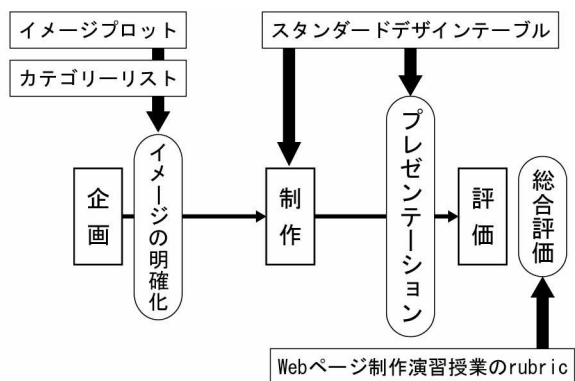 イメージプロット
スタンダードデザインテーブル
カテゴリーリスト
企画
イメージの明確化
制作
プレゼンテーション
評価
総合評価
Webページ制作演習授業のrubric